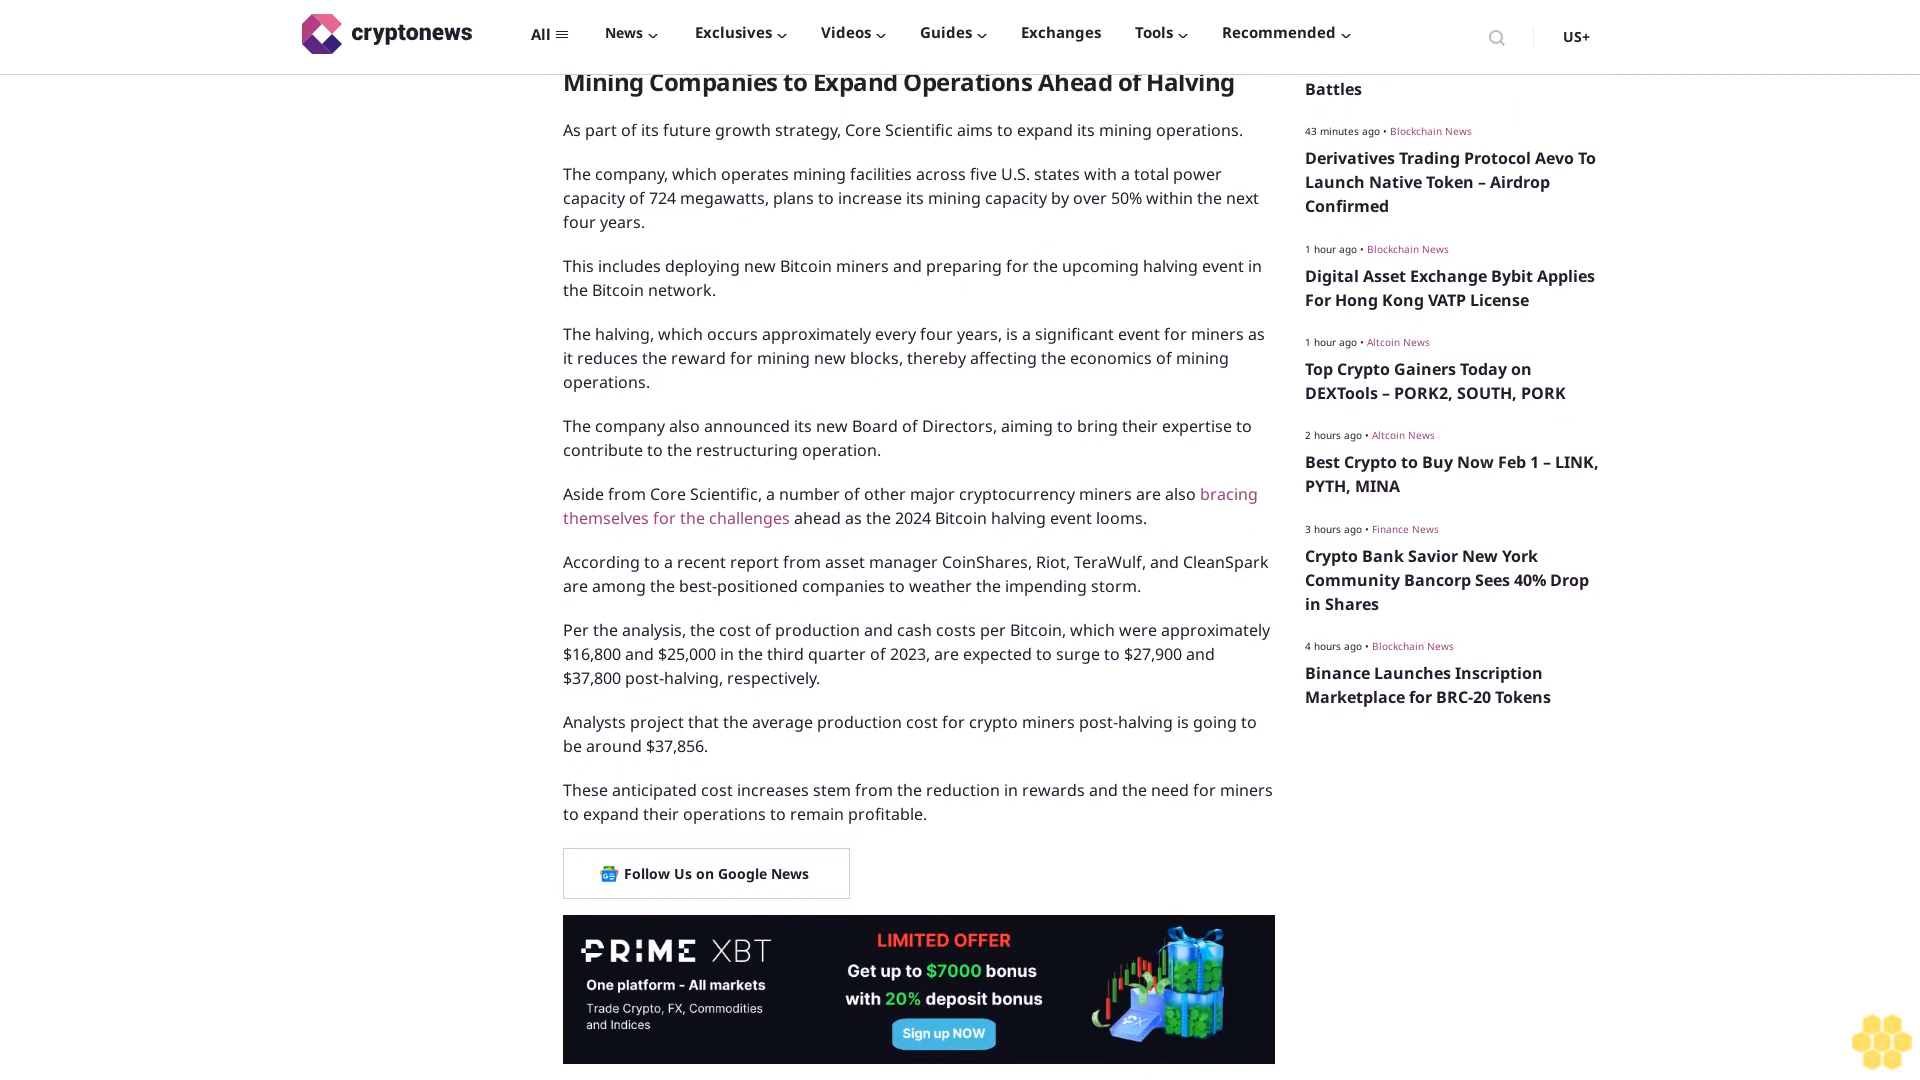 cryptonews
All
News
Exclusives
Videos
Guides
Exchanges
Tools
Recommended
US+
Mining Companies to Expand Operations Ahead of Halving
As part of its future growth strategy, Core Scientific aims to expand its mining operations.
The company, which operates mining facilities across five U.S. states with a total power
capacity of 724 megawatts, plans to increase its mining capacity by over 50% within the next
four years.
This includes deploying new Bitcoin miners and preparing for the upcoming halving event in
the Bitcoin network.
The halving, which occurs approximately every four years, is a significant event for miners as
it reduces the reward for mining new blocks, thereby affecting the economics of mining
operations.
The company also announced its new Board of Directors, aiming to bring their expertise to
contribute to the restructuring operation.
Aside from Core Scientific, a number of other major cryptocurrency miners are also bracing
themselves for the challenges ahead as the 2024 Bitcoin halving event looms.
According to a recent report from asset manager CoinShares, Riot, TeraWulf, and CleanSpark
are among the best-positioned companies to weather the impending storm.
Per the analysis, the cost of production and cash costs per Bitcoin, which were approximately
$16,800 and $25,000 in the third quarter of 2023, are expected to surge to $27,900 and
$37,800 post-halving, respectively.
Analysts project that the average production cost for crypto miners post-halving is going to
be around $37,856.
These anticipated cost increases stem from the reduction in rewards and the need for miners
to expand their operations to remain profitable.
Follow Us on Google News
PRIME XBT
One platform - All markets
Trade Crypto, FX, Commodities
and Indices
LIMITED OFFER
Get up to $7000 bonus
with 20% deposit bonus
Sign up NOW
Battles
43 minutes ago • Blockchain News
Derivatives Trading Protocol Aevo To
Launch Native Token – Airdrop
Confirmed
1 hour ago • Blockchain News
Digital Asset Exchange Bybit Applies
For Hong Kong VATP License
1 hour ago • Altcoin News
Top Crypto Gainers Today on
DEXTools – PORK2, SOUTH, PORK
2 hours ago • Altcoin News
Best Crypto to Buy Now Feb 1 – LINK,
PYTH, MINA
3 hours ago • Finance News
Crypto Bank Savior New York
Community Bancorp Sees 40% Drop
in Shares
4 hours ago • Blockchain News
Binance Launches Inscription
Marketplace for BRC-20 Tokens